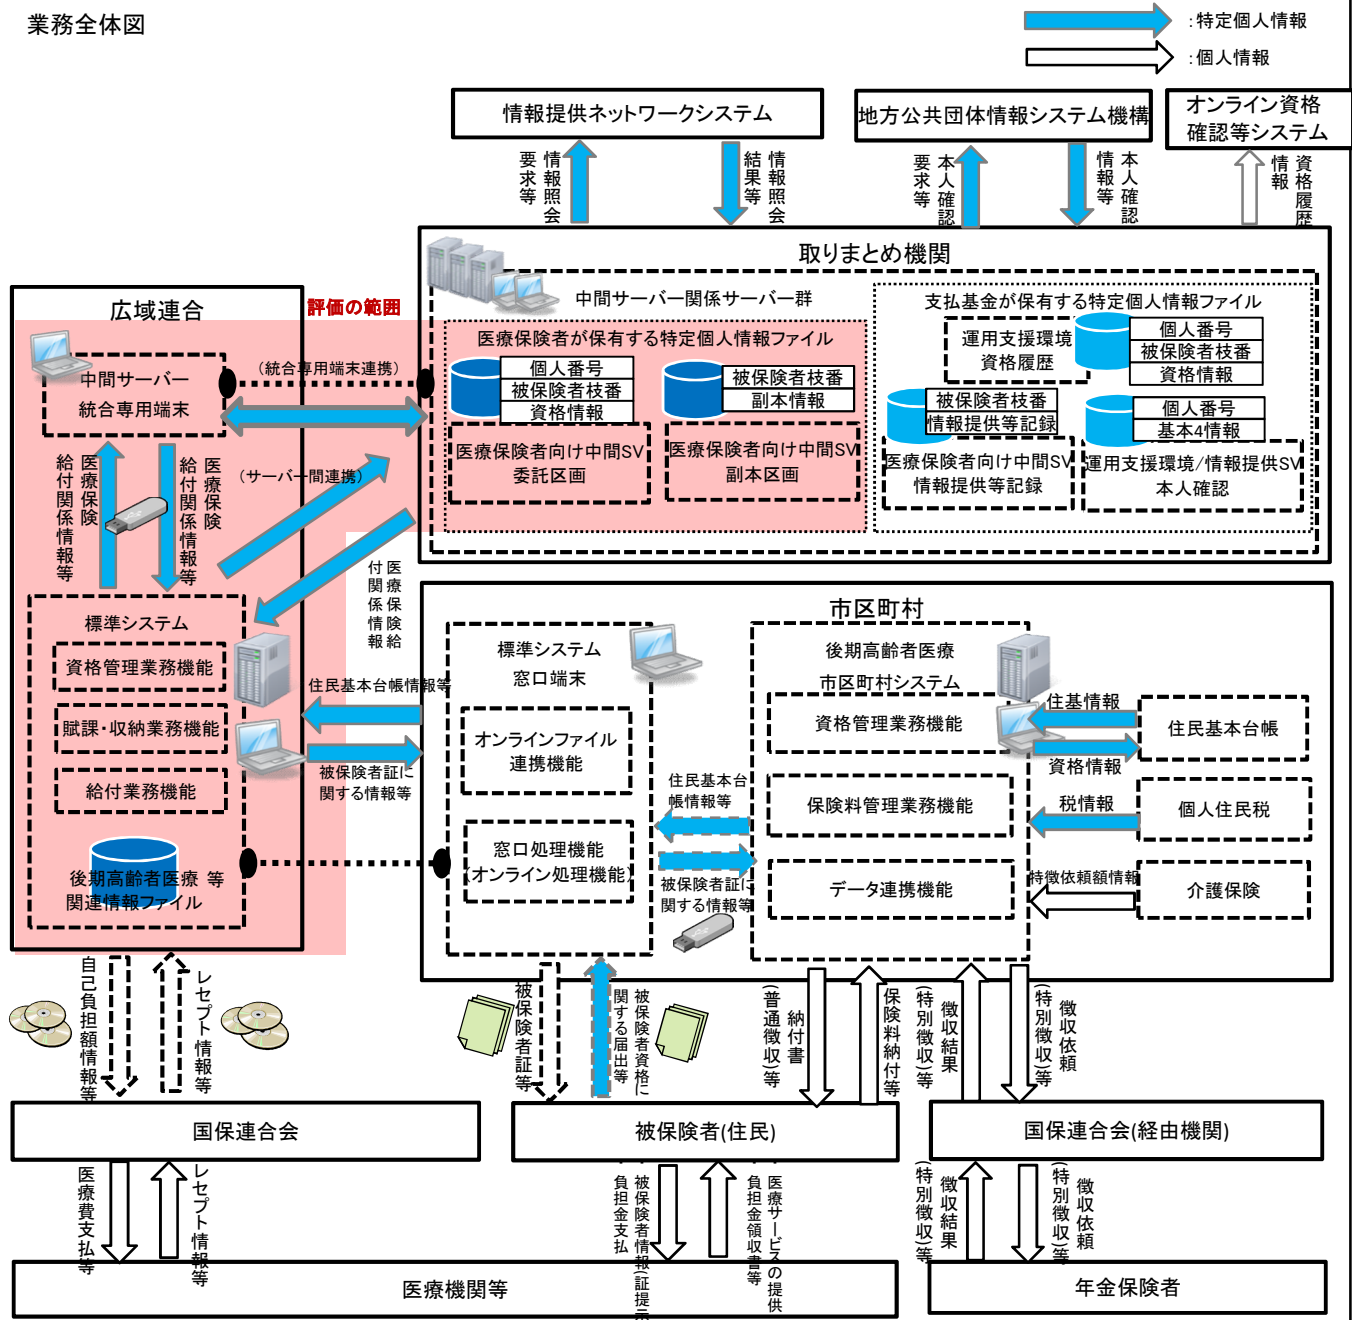 業務全体図
:特定個人情報
:個人情報
情報提供ネットワークシステム
地方公共団体情報システム機構
オンライン資格
確認等システム
情報照会
要求等
情報照会
結果等
本人確認
要求等
本人確認
情報等
資格履歴
情報
取りまとめ機関
中間サーバー関係サーバー群
医療保険者が保有する特定個人情報ファイル
個人番号
被保険者枝番
資格情報
被保険者枝番
副本情報
医療保険者向け中間SV
委託区画
医療保険者向け中間SV
副本区画
支払基金が保有する特定個人情報ファイル
運用支援環境
資格履歴
個人番号
被保険者枝番
資格情報
被保険者枝番
情報提供等記録
個人番号
基本4情報
医療保険者向け中間SV
情報提供等記録
運用支援環境/情報提供SV
本人確認
広域連合
評価の範囲
中間サーバー
統合専用端末
(統合専用端末連携)
(サーバー間連携)
医療保険
給付関係情報等
医療保険
給付関係情報等
医療保険給
付関係情報
標準システム
資格管理業務機能
賦課・収納業務機能
給付業務機能
後期高齢者医療 等
関連情報ファイル
住民基本台帳情報等
被保険者証に
関する情報等
市区町村
標準システム
窓口端末
オンラインファイル
連携機能
窓口処理機能
(オンライン処理機能)
住民基本台
帳情報等
被保険者証に
関する情報等
後期高齢者医療
市区町村システム
資格管理業務機能
保険料管理業務機能
データ連携機能
住基情報
資格情報
税情報
特徴依頼額情報
住民基本台帳
個人住民税
介護保険
自己負担額情報等
レセプト情報等
被保険者証等
被保険者資格に
関する届出等
納付書
(普通徴収)等
保険料納付等
徴収結果
(特別徴収)等
徴収依頼
(特別徴収)等
国保連合会
被保険者(住民)
国保連合会(経由機関)
医療費支払等
レセプト情報等
被保険者情報(証提示
負担金支払
医療サービスの提供
負担金領収書等
徴収結果
(特別徴収)等
徴収依頼
(特別徴収)等
医療機関等
年金保険者